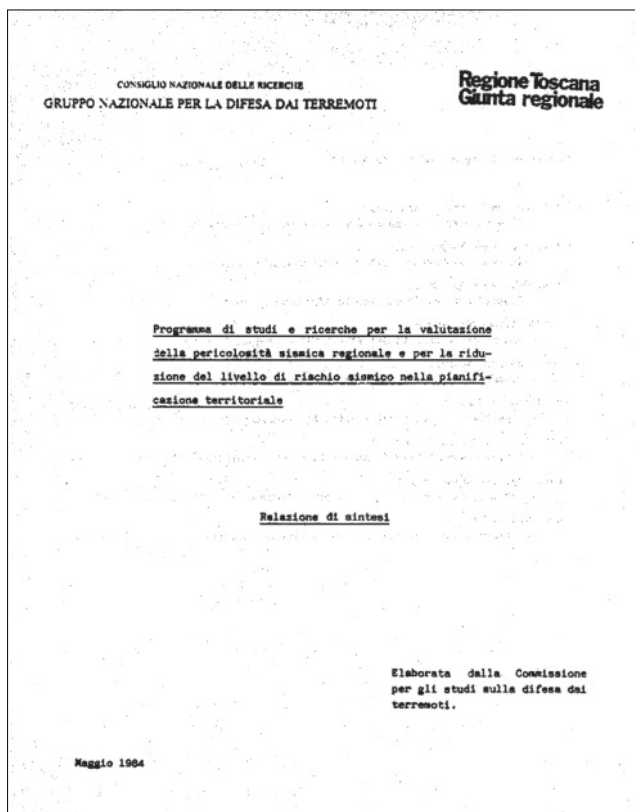 CONSIGLIO NAZIONALE DELLE RICERCHE
GRUPPO NAZIONALE PER LA DIFESA DAI TERREMOTI
Regione Toscana
Giunta regionale
Programma di studi e ricerche per la valutazione
della pericolosità sismica regionale e per la ridu-
zione del livello di rischio sismico nella pianifi-
cazione territoriale
Relazione di sintesi
Elaborata dalla Commissione
per gli studi sulla difesa dai
terremoti.
Maggio 1984